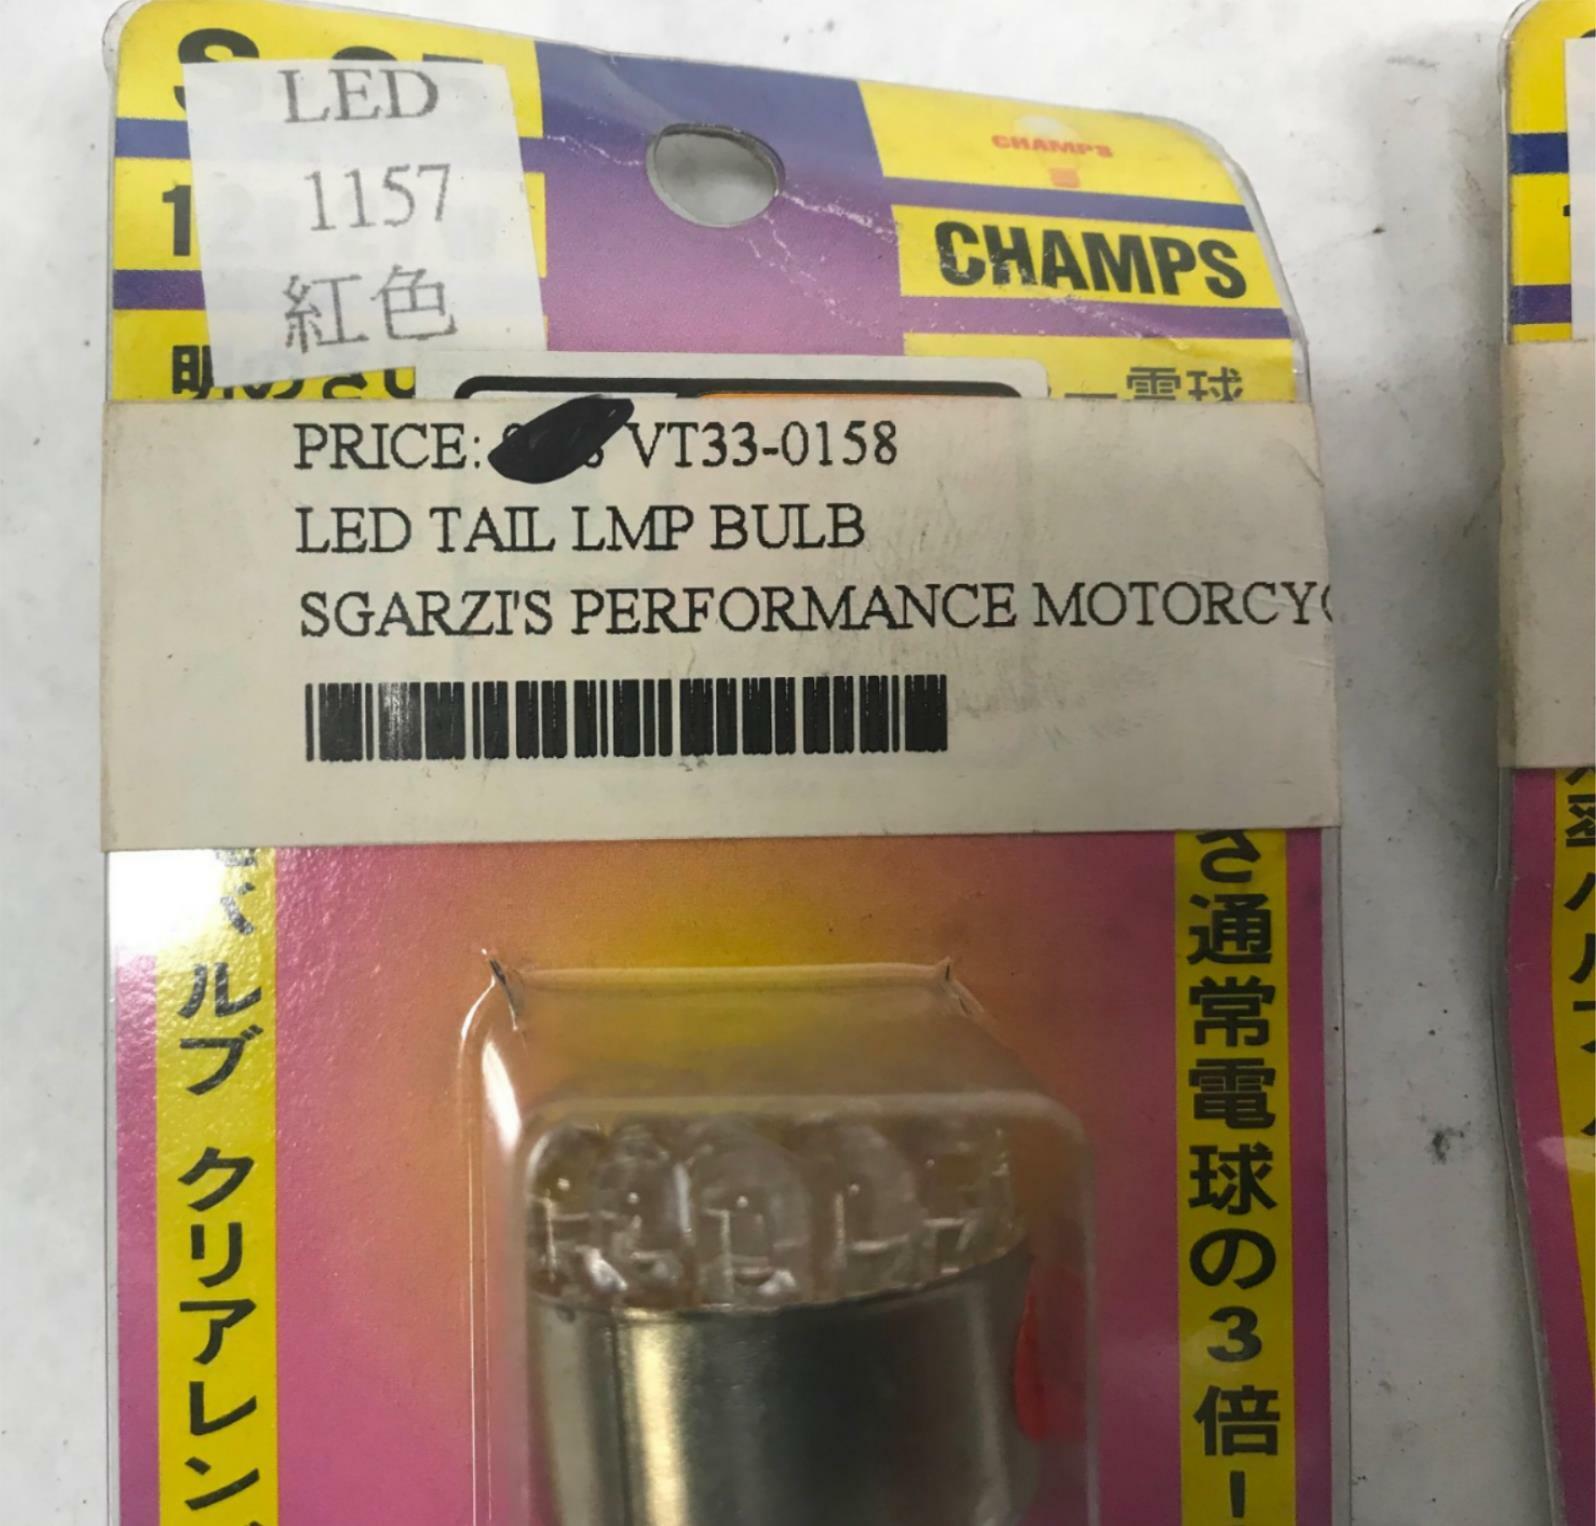 LED
1157
紅色
CHAMPS
CHAMPS
電球
PRICE: VT33-0158
LED TAIL LMP BULB
SGARZI'S PERFORMANCE MOTORCY
バルブ クリアレン
さ通常電球の3倍!